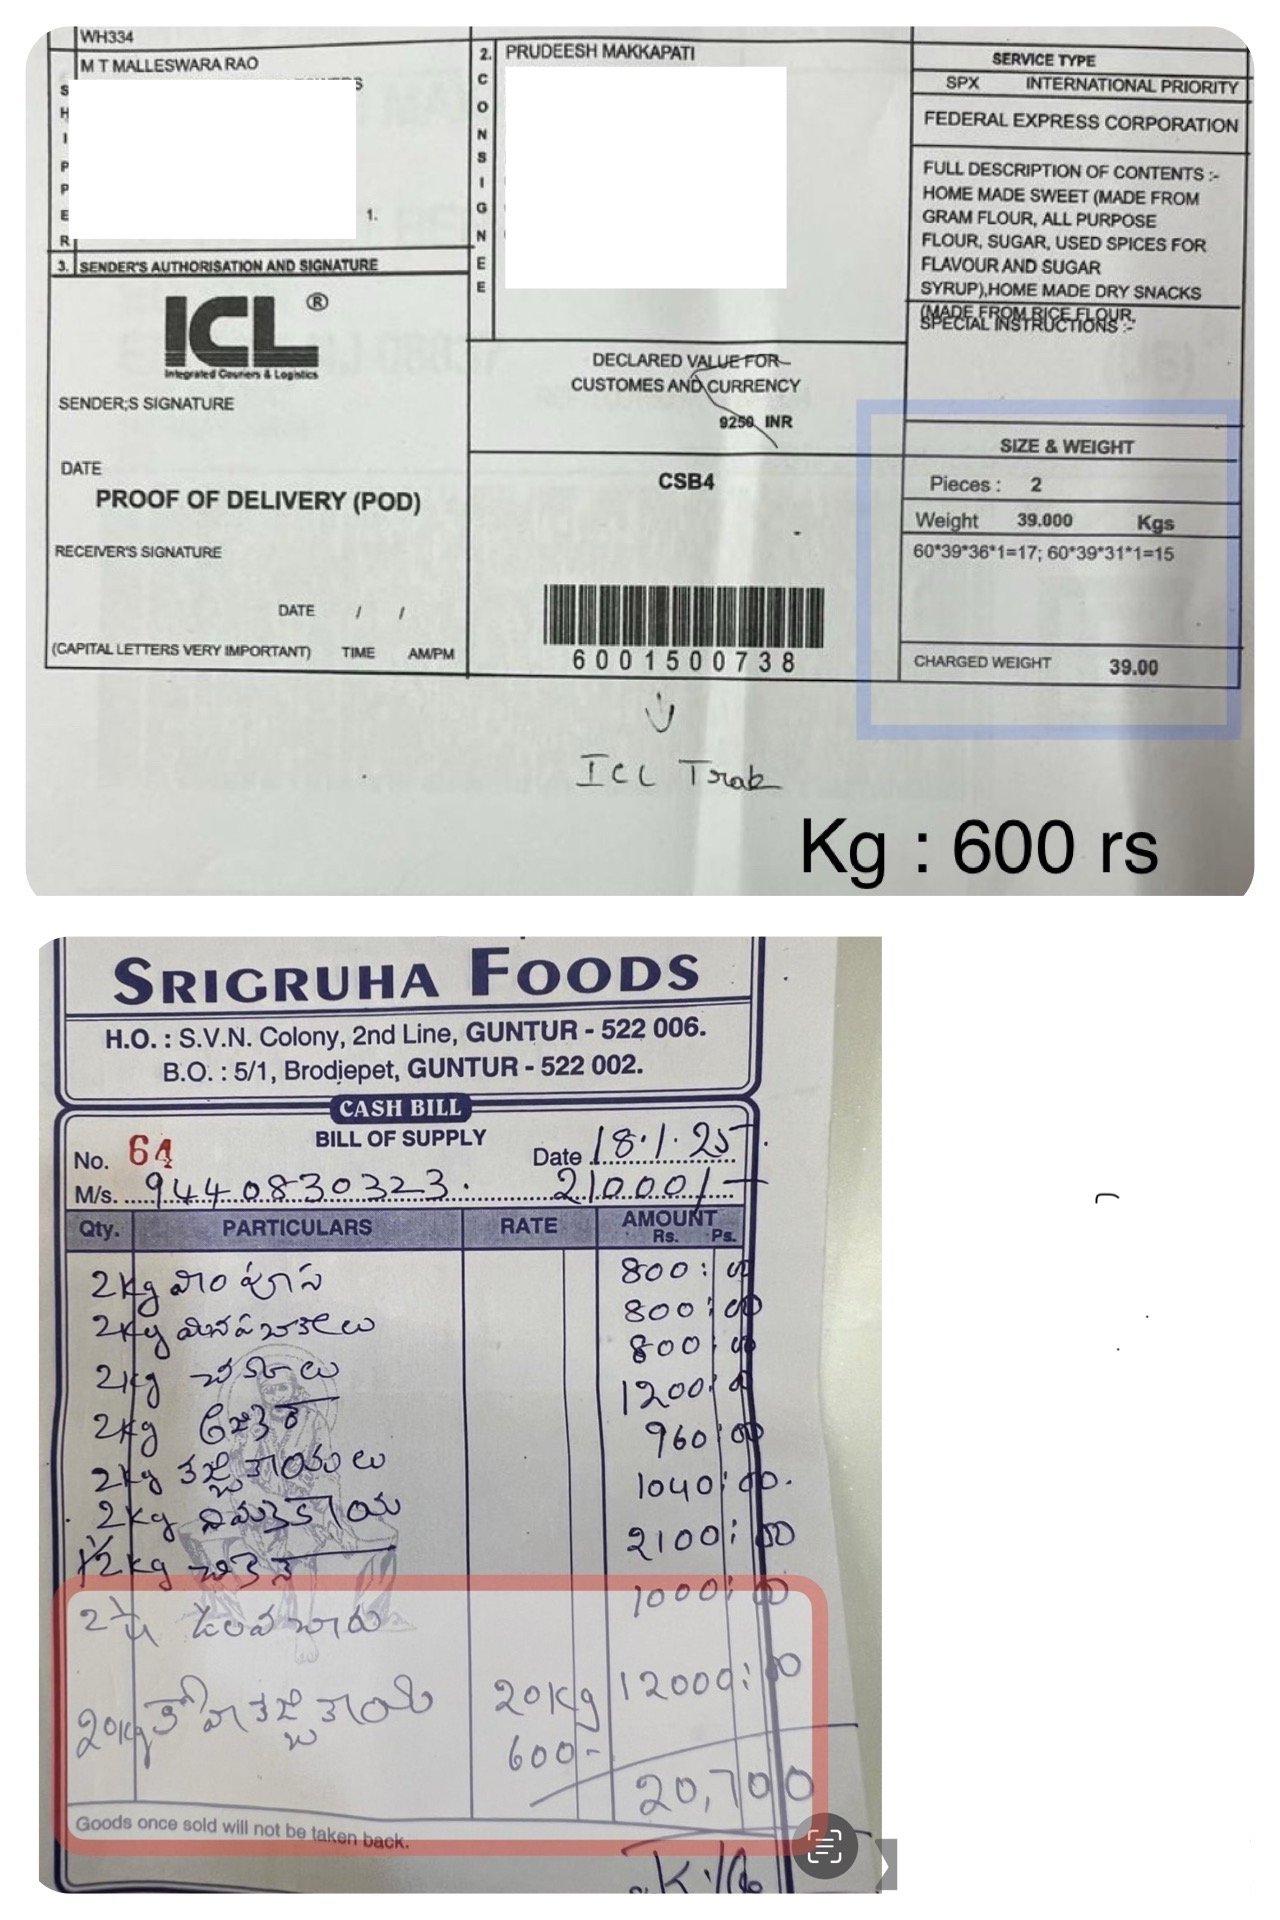 WH334
M T MALLESWARA RAO
SHIPPER
1.
2. PRUDEESH MAKKAPATI
CONSIGNEE
SERVICE TYPE
SPX INTERNATIONAL PRIORITY
FEDERAL EXPRESS CORPORATION
FULL DESCRIPTION OF CONTENTS :-
HOME MADE SWEET (MADE FROM
GRAM FLOUR, ALL PURPOSE
FLOUR, SUGAR, USED SPICES FOR
FLAVOUR AND SUGAR
SYRUP),HOME MADE DRY SNACKS
(MADE FROM RICE FLOUR,
SPECIAL INSTRUCTIONS :-
3. SENDER'S AUTHORISATION AND SIGNATURE
ICL ®
Integrated Couriers & Logistics
SENDER;S SIGNATURE
DATE
PROOF OF DELIVERY (POD)
RECEIVER'S SIGNATURE
DATE / /
(CAPITAL LETTERS VERY IMPORTANT) TIME AM/PM
DECLARED VALUE FOR
CUSTOMES AND CURRENCY
9250 INR
CSB4
6001500738
ICL Trak
SIZE & WEIGHT
Pieces : 2
Weight 39.000 Kgs
60*39*36*1=17; 60*39*31*1=15
CHARGED WEIGHT 39.00
Kg : 600 rs
SRIGRUHA FOODS
H.O. : S.V.N. Colony, 2nd Line, GUNTUR - 522 006.
B.O. : 5/1, Brodiepet, GUNTUR - 522 002.
CASH BILL
BILL OF SUPPLY
No. 64
Date 18.1.25
M/s. 9440830323. 21000/-
Qty. PARTICULARS RATE AMOUNT
Rs. Ps.
2kg 800:00
2kg 800:00
2kg 800:00
2kg 1200:00
2kg కజ్జికాయలు 960:00
2kg 1040:00
1½kg 2100:00
1000:00
20kg 20kg 12000:00
600-
20,700
Goods once sold will not be taken back.